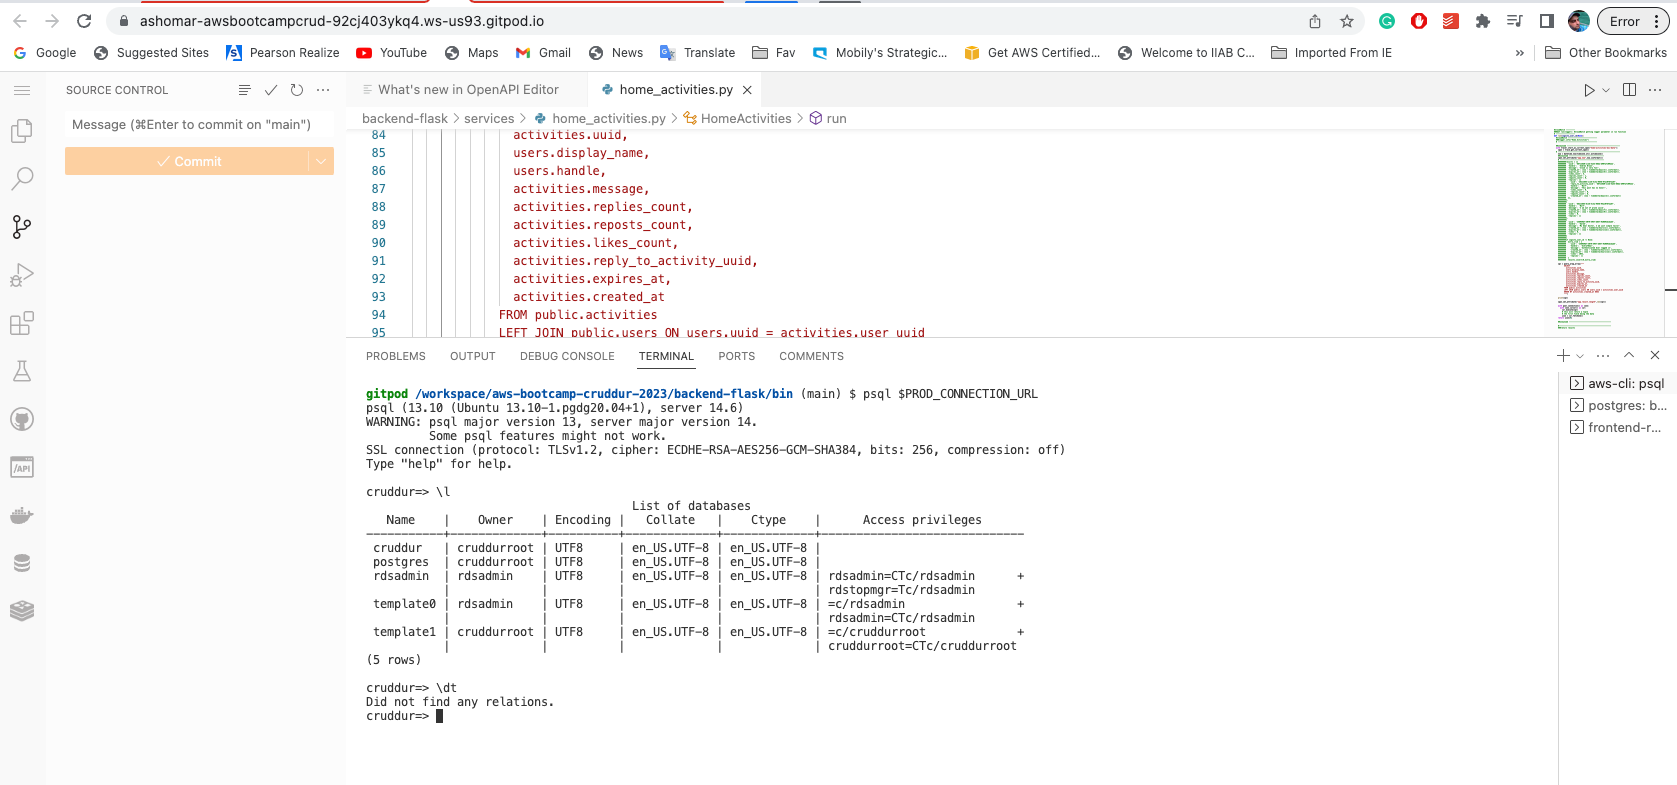 ashomar-awsbootcampcrud-92cj403ykq4.ws-us93.gitpod.io
Error
Google
Suggested Sites
Pearson Realize
YouTube
Maps
Gmail
News
Translate
Fav
Mobily's Strategic...
Get AWS Certified...
Welcome to IIAB C...
Imported From IE
»
Other Bookmarks
SOURCE CONTROL
What's new in OpenAPI Editor
home_activities.py
Message (⌘Enter to commit on "main")
Commit
backend-flask > services > home_activities.py > HomeActivities > run
84 activities.uuid,
85 users.display_name,
86 users.handle,
87 activities.message,
88 activities.replies_count,
89 activities.reposts_count,
90 activities.likes_count,
91 activities.reply_to_activity_uuid,
92 activities.expires_at,
93 activities.created_at
94 FROM public.activities
95 LEFT JOIN public.users ON users.uuid = activities.user_uuid
PROBLEMS OUTPUT DEBUG CONSOLE TERMINAL PORTS COMMENTS
gitpod /workspace/aws-bootcamp-cruddur-2023/backend-flask/bin (main) $ psql $PROD_CONNECTION_URL
psql (13.10 (Ubuntu 13.10-1.pgdg20.04+1), server 14.6)
WARNING: psql major version 13, server major version 14.
Some psql features might not work.
SSL connection (protocol: TLSv1.2, cipher: ECDHE-RSA-AES256-GCM-SHA384, bits: 256, compression: off)
Type "help" for help.
cruddur=> \l
List of databases
Name | Owner | Encoding | Collate | Ctype | Access privileges
-----------+-------------+----------+-------------+-------------+-----------------------------
cruddur | cruddurroot | UTF8 | en_US.UTF-8 | en_US.UTF-8 |
postgres | cruddurroot | UTF8 | en_US.UTF-8 | en_US.UTF-8 |
rdsadmin | rdsadmin | UTF8 | en_US.UTF-8 | en_US.UTF-8 | rdsadmin=CTc/rdsadmin +
| | | | | rdstopmgr=Tc/rdsadmin
template0 | rdsadmin | UTF8 | en_US.UTF-8 | en_US.UTF-8 | =c/rdsadmin +
| | | | | rdsadmin=CTc/rdsadmin
template1 | cruddurroot | UTF8 | en_US.UTF-8 | en_US.UTF-8 | =c/cruddurroot +
| | | | | cruddurroot=CTc/cruddurroot
(5 rows)
cruddur=> \dt
Did not find any relations.
cruddur=>
aws-cli: psql
postgres: b...
frontend-r...
/API